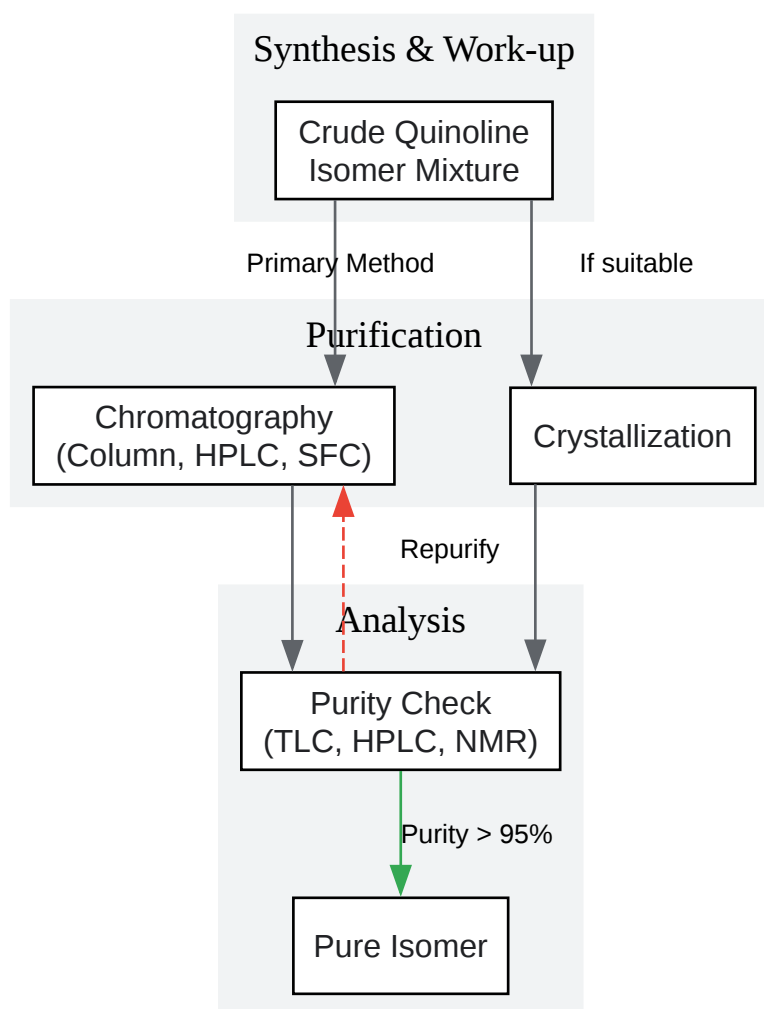 Synthesis & Work-up
Crude Quinoline
Isomer Mixture
Primary Method
If suitable
Purification
Chromatography
(Column, HPLC, SFC)
Crystallization
Repurify
Analysis
Purity Check
(TLC, HPLC, NMR)
Purity > 95%
Pure Isomer